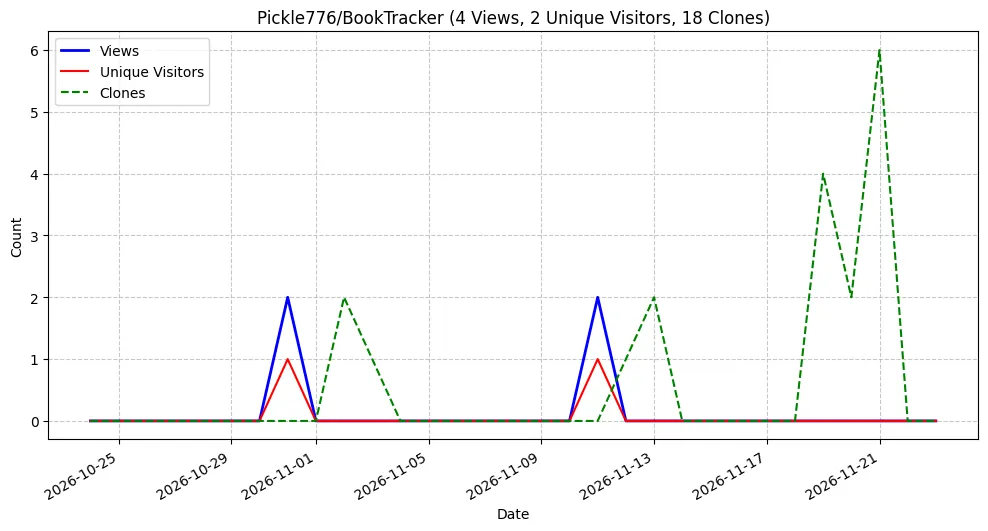 Pickle776/BookTracker (4 Views, 2 Unique Visitors, 18 Clones)
Views
Unique Visitors
Clones
6
5
4
3
2
1
0
Count
2026-10-25
2026-10-29
2026-11-01
2026-11-05
2026-11-09
2026-11-13
2026-11-17
2026-11-21
Date